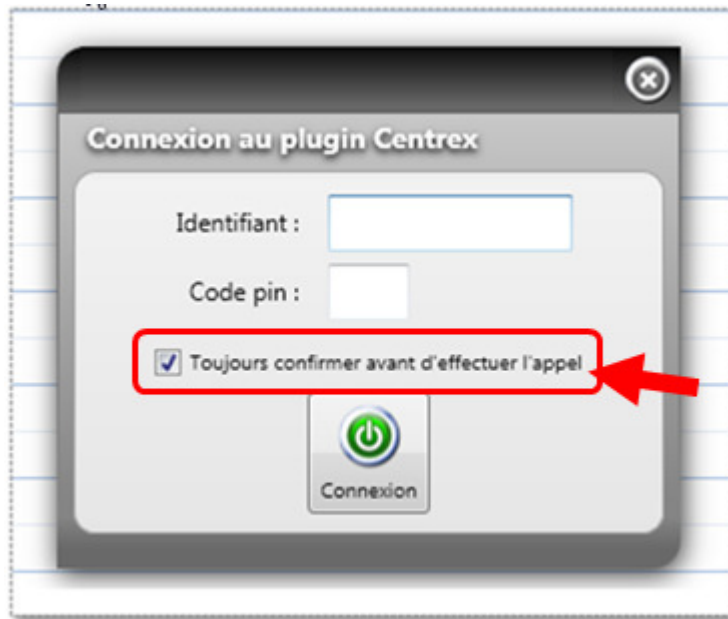 Connexion au plugin Centrex
Identifiant :
Code pin :
Toujours confirmer avant d'effectuer l'appel
Connexion